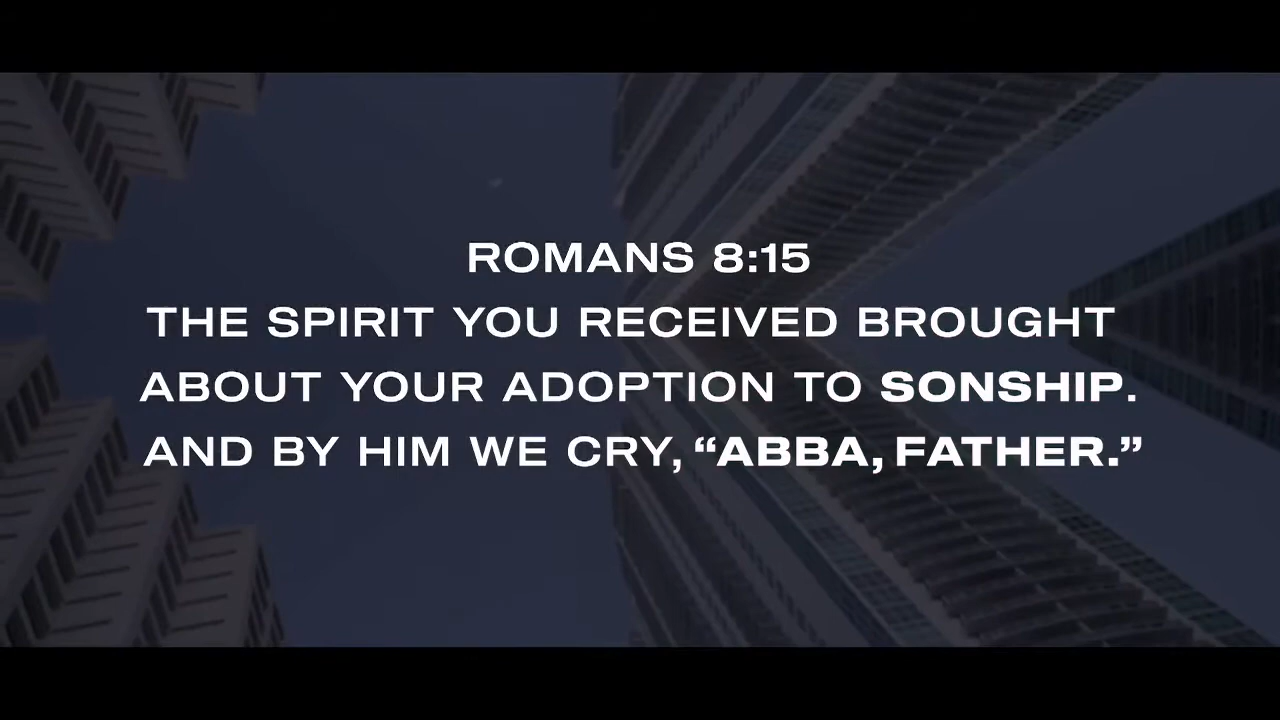 ROMANS 8:15
THE SPIRIT YOU RECEIVED BROUGHT
ABOUT YOUR ADOPTION TO SONSHIP.
AND BY HIM WE CRY, “ABBA, FATHER.”